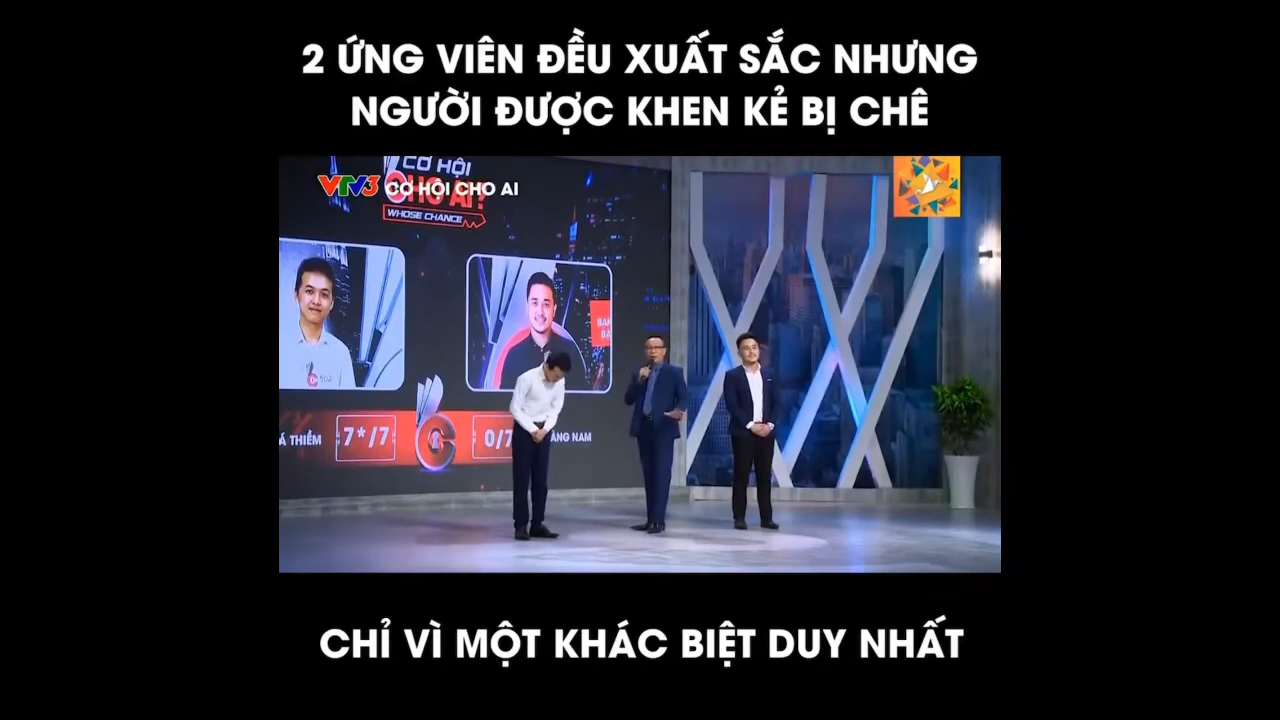 2 ỨNG VIÊN ĐỀU XUẤT SẮC NHƯNG
NGƯỜI ĐƯỢC KHEN KẺ BỊ CHÊ
CƠ HỘI
CHO AI?
WHOSE CHANCE
VTV3 CƠ HỘI CHO AI
Á THIỀM
7*/7
0/7
ẰNG NAM
CHỈ VÌ MỘT KHÁC BIỆT DUY NHẤT